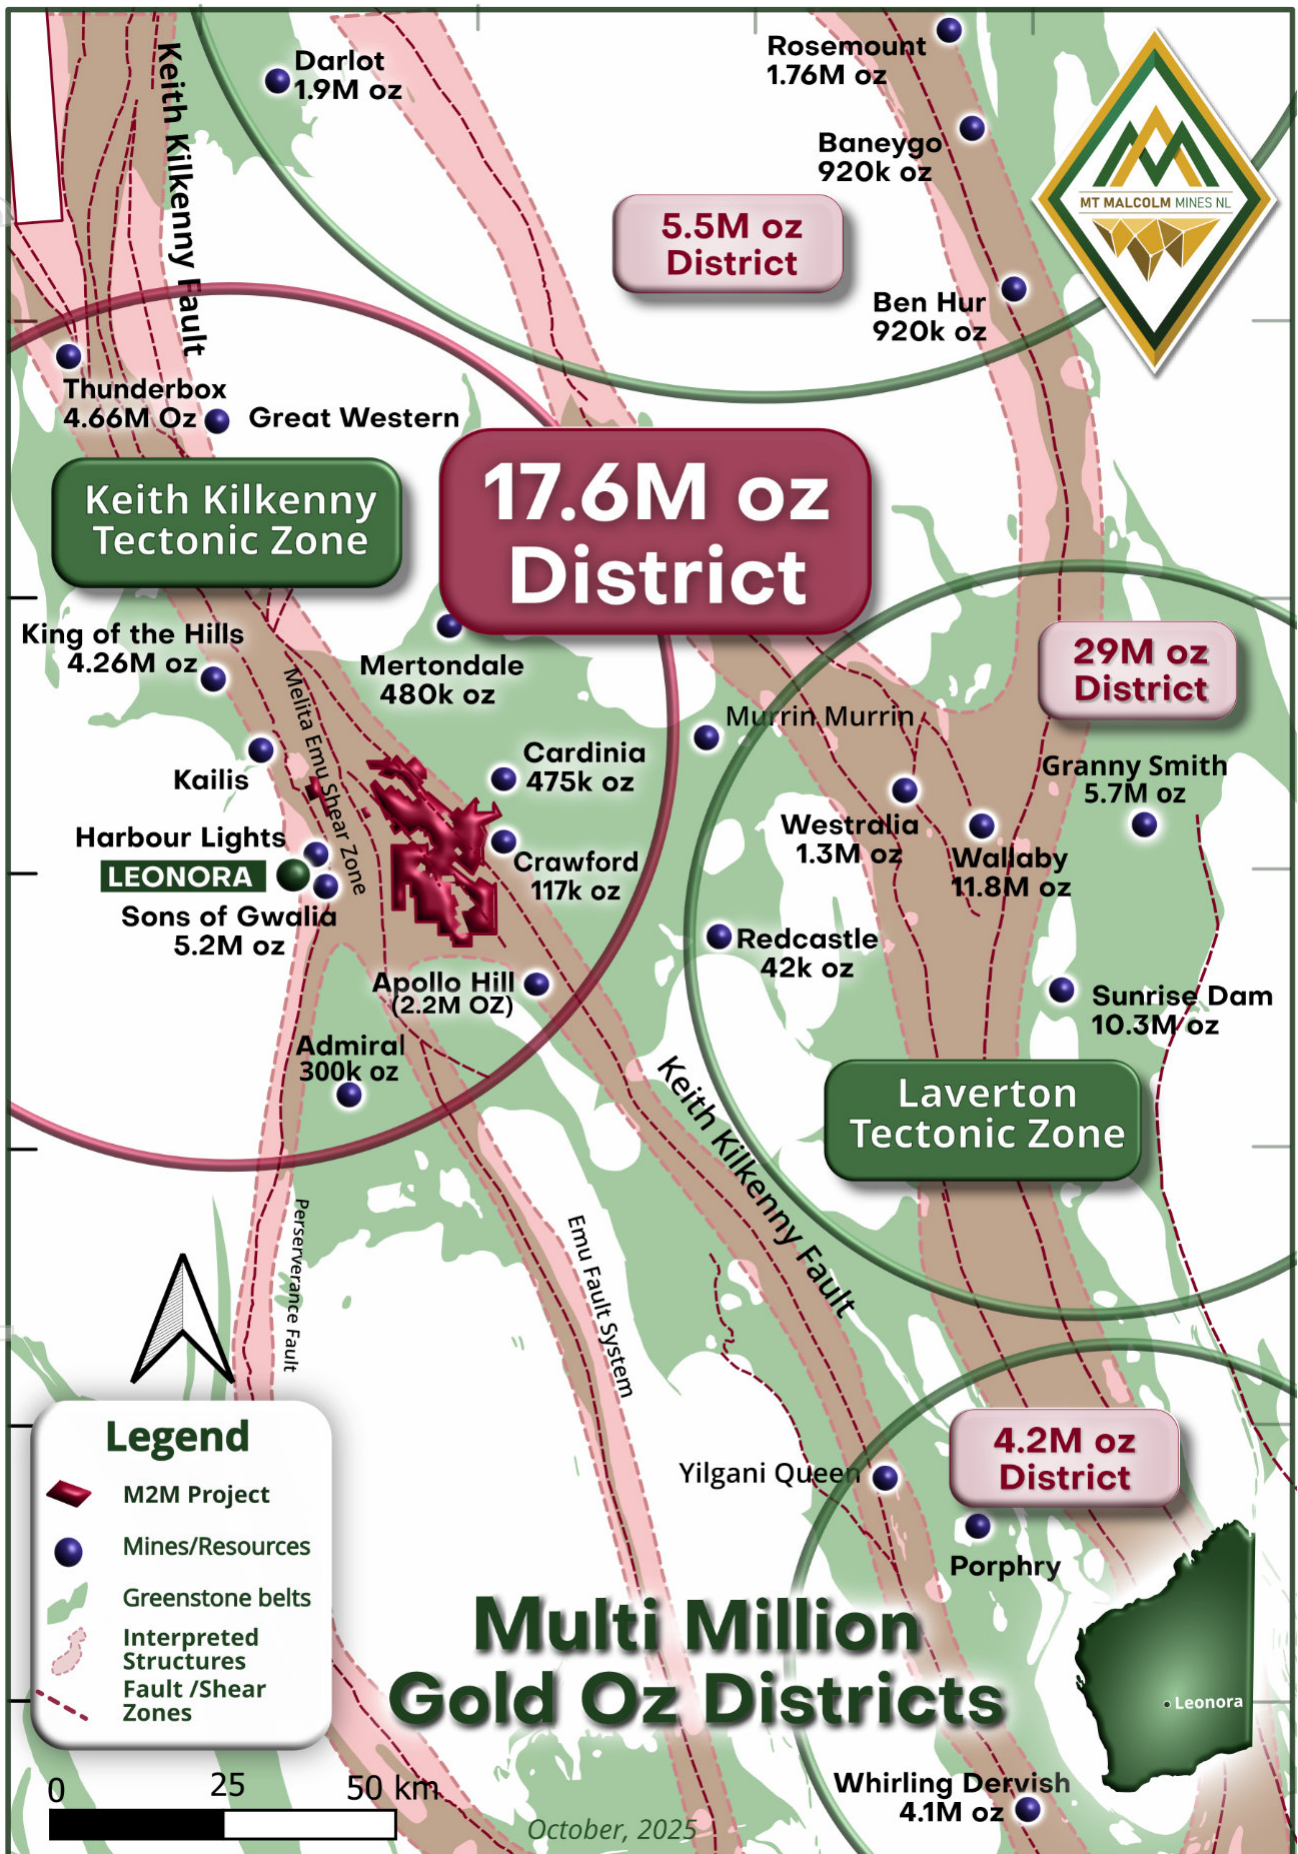 Keith Kilkenny Fault
Darlot
1.9M oz
Rosemount
1.76M oz
Baneygo
920k oz
MT MALCOLM MINES NL
5.5M oz
District
Ben Hur
920k oz
Thunderbox
4.66M Oz
Great Western
Keith Kilkenny
Tectonic Zone
17.6M oz
District
King of the Hills
4.26M oz
Mertondale
480k oz
29M oz
District
Melita Emu Shear Zone
Murrin Murrin
Kailis
Cardinia
475k oz
Granny Smith
5.7M oz
Harbour Lights
LEONORA
Sons of Gwalia
5.2M oz
Crawford
117k oz
Westralia
1.3M oz
Wallaby
11.8M oz
Redcastle
42k oz
Apollo Hill
(2.2M OZ)
Sunrise Dam
10.3M oz
Admiral
300k oz
Keith Kilkenny Fault
Laverton
Tectonic Zone
Perserverance Fault
Emu Fault System
Legend
M2M Project
Mines/Resources
Greenstone belts
Interpreted
Structures
Fault /Shear
Zones
4.2M oz
District
Yilgani Queen
Porphry
Multi Million
Gold Oz Districts
Leonora
Whirling Dervish
4.1M oz
0 25 50 km
October, 2025